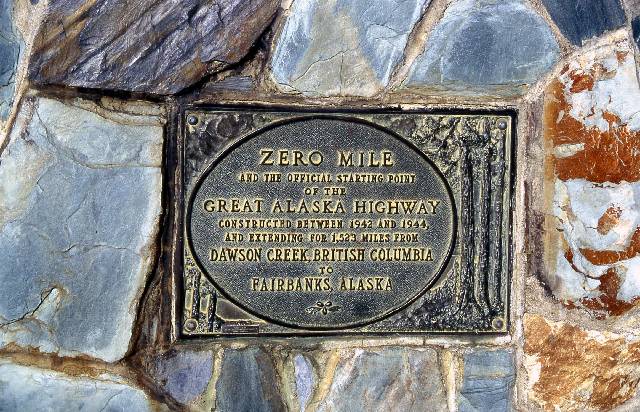 ZERO MILE
AND THE OFFICIAL STARTING POINT
OF THE
GREAT ALASKA HIGHWAY
CONSTRUCTED BETWEEN 1942 AND 1944,
AND EXTENDING FOR 1,523 MILES FROM
DAWSON CREEK, BRITISH COLUMBIA
TO
FAIRBANKS, ALASKA